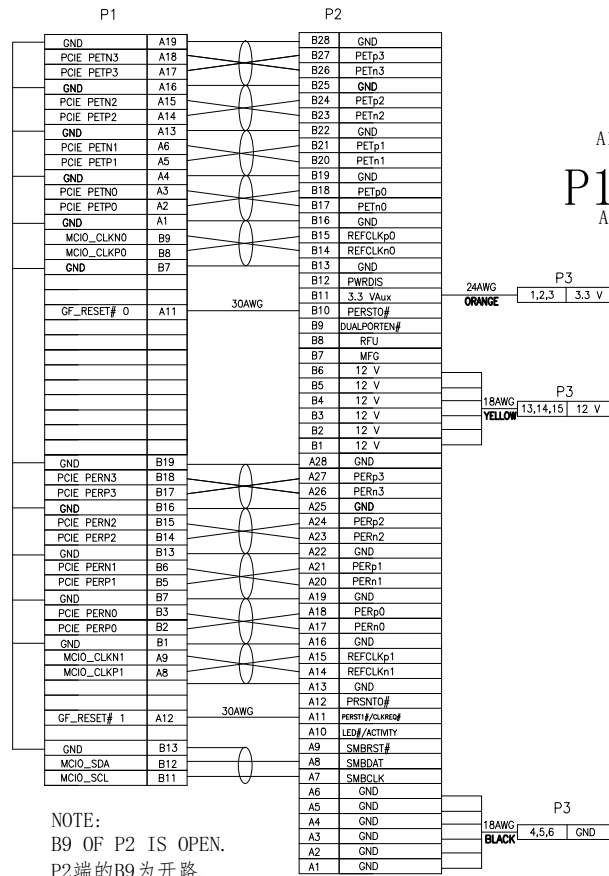 P1 P2
GND A19 B28 GND
PCIE PETN3 A18 B27 PETp3
PCIE PETP3 A17 B26 PETn3
GND A16 B25 GND
PCIE PETN2 A15 B24 PETp2
PCIE PETP2 A14 B23 PETn2
GND A13 B22 GND
PCIE PETN1 A6 B21 PETp1
PCIE PETP1 A5 B20 PETn1
GND A4 B19 GND
PCIE PETN0 A3 B18 PETp0
PCIE PETP0 A2 B17 PETn0
GND A1 B16 GND
MCIO_CLKN0 B9 B15 REFCLKp0
MCIO_CLKP0 B8 B14 REFCLKn0
GND B7 B13 GND
B12 PWRDIS
B11 3.3 VAux
GF_RESET# 0 A11 30AWG B10 PERST0#
B9 DUALPORTEN#
B8 RFU
B7 MFG
B6 12 V
B5 12 V
B4 12 V
B3 12 V
B2 12 V
B1 12 V
GND B19 A28 GND
PCIE PERN3 B18 A27 PERp3
PCIE PERP3 B17 A26 PERn3
GND B16 A25 GND
PCIE PERN2 B15 A24 PERp2
PCIE PERP2 B14 A23 PERn2
GND B13 A22 GND
PCIE PERN1 B6 A21 PERp1
PCIE PERP1 B5 A20 PERn1
GND B7 A19 GND
PCIE PERN0 B3 A18 PERp0
PCIE PERP0 B2 A17 PERn0
GND B1 A16 GND
MCIO_CLKN1 A9 A15 REFCLKp1
MCIO_CLKP1 A8 A14 REFCLKn1
A13 GND
A12 PRSNT0#
GF_RESET# 1 A12 30AWG A11 PERST1#/CLKREQ#
A10 LED#/ACTIVITY
GND B13 A9 SMBRST#
MCIO_SDA B12 A8 SMBDAT
MCIO_SCL B11 A7 SMBCLK
A6 GND
A5 GND
A4 GND
A3 GND
A2 GND
A1 GND
P1
A
24AWG
ORANGE
P3
1,2,3 3.3 V
18AWG
YELLOW
P3
13,14,15 12 V
18AWG
BLACK
P3
4,5,6 GND
NOTE:
B9 OF P2 IS OPEN.
P2端的B9为开路